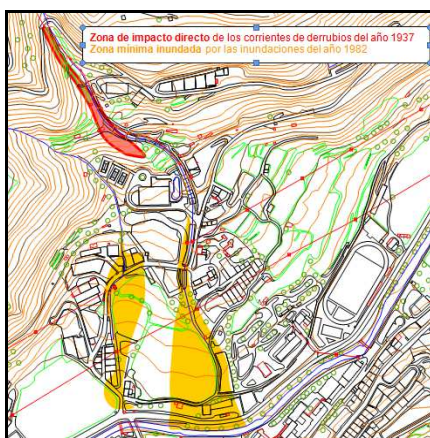 Zona de impacto directo de los corrientes de derrubios del año 1937
Zona mínima inundada por las inundaciones del año 1982